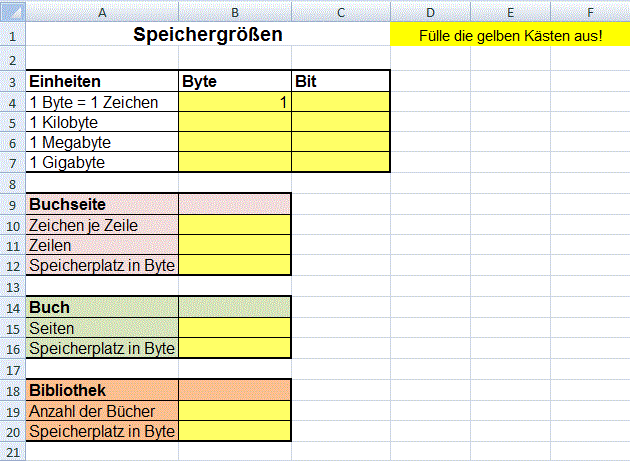 A B C D E F
1 Speichergrößen Fülle die gelben Kästen aus!
2
3 Einheiten Byte Bit
4 1 Byte = 1 Zeichen 1
5 1 Kilobyte
6 1 Megabyte
7 1 Gigabyte
8
9 Buchseite
10 Zeichen je Zeile
11 Zeilen
12 Speicherplatz in Byte
13
14 Buch
15 Seiten
16 Speicherplatz in Byte
17
18 Bibliothek
19 Anzahl der Bücher
20 Speicherplatz in Byte
21